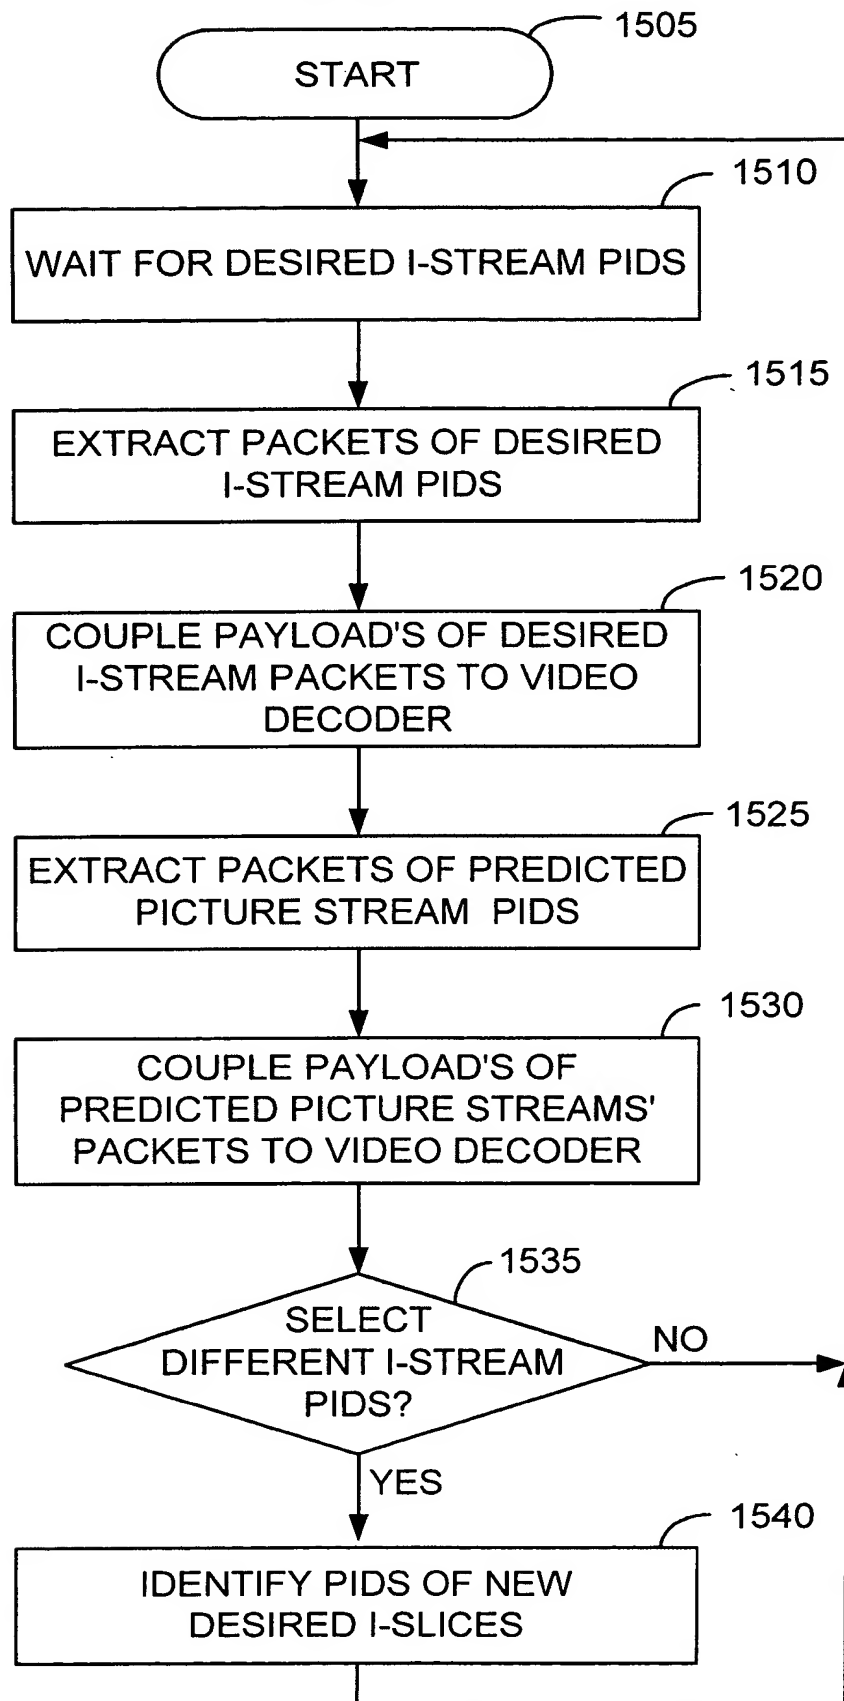 1505
START
1510
WAIT FOR DESIRED I-STREAM PIDS
1515
EXTRACT PACKETS OF DESIRED
I-STREAM PIDS
1520
COUPLE PAYLOAD'S OF DESIRED
I-STREAM PACKETS TO VIDEO
DECODER
1525
EXTRACT PACKETS OF PREDICTED
PICTURE STREAM PIDS
1530
COUPLE PAYLOAD'S OF
PREDICTED PICTURE STREAMS'
PACKETS TO VIDEO DECODER
1535
SELECT
DIFFERENT I-STREAM
PIDS?
NO
YES
1540
IDENTIFY PIDS OF NEW
DESIRED I-SLICES